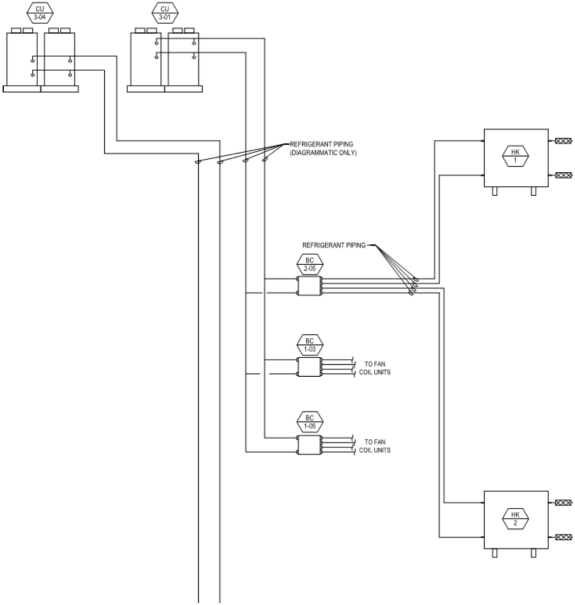 CU
3-04
CU
3-01
REFRIGERANT PIPING
(DIAGRAMMATIC ONLY)
HK
1
REFRIGERANT PIPING
BC
2-05
BC
1-03
TO FAN
COIL UNITS
BC
1-05
TO FAN
COIL UNITS
HK
2